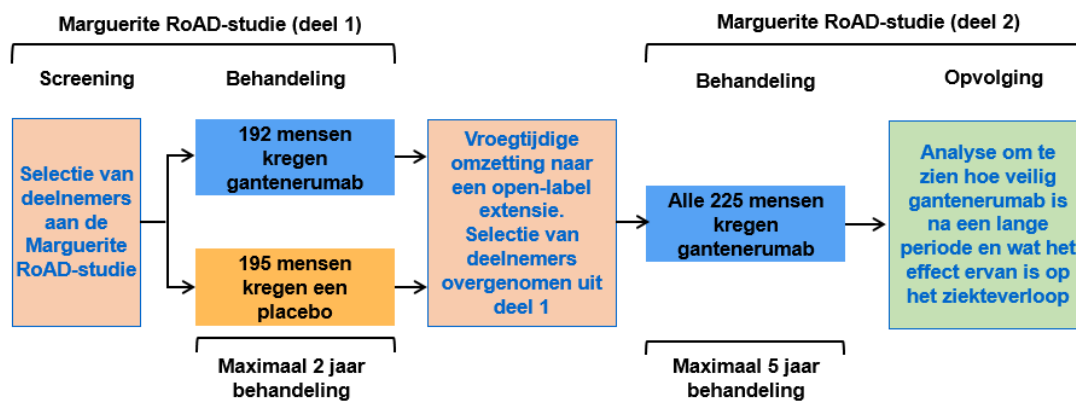 Marguerite RoAD-studie (deel 1)
Marguerite RoAD-studie (deel 2)
Screening
Behandeling
Behandeling
Opvolging
Selectie van
deelnemers
aan de
Marguerite
RoAD-studie
192 mensen
kregen
gantenerumab
195 mensen
kregen een
placebo
Maximaal 2 jaar
behandeling
Vroegtijdige
omzetting naar
een open-label
extensie.
Selectie van
deelnemers
overgenomen uit
deel 1
Alle 225 mensen
kregen
gantenerumab
Maximaal 5 jaar
behandeling
Analyse om te
zien hoe veilig
gantenerumab is
na een lange
periode en wat het
effect ervan is op
het ziekteverloop